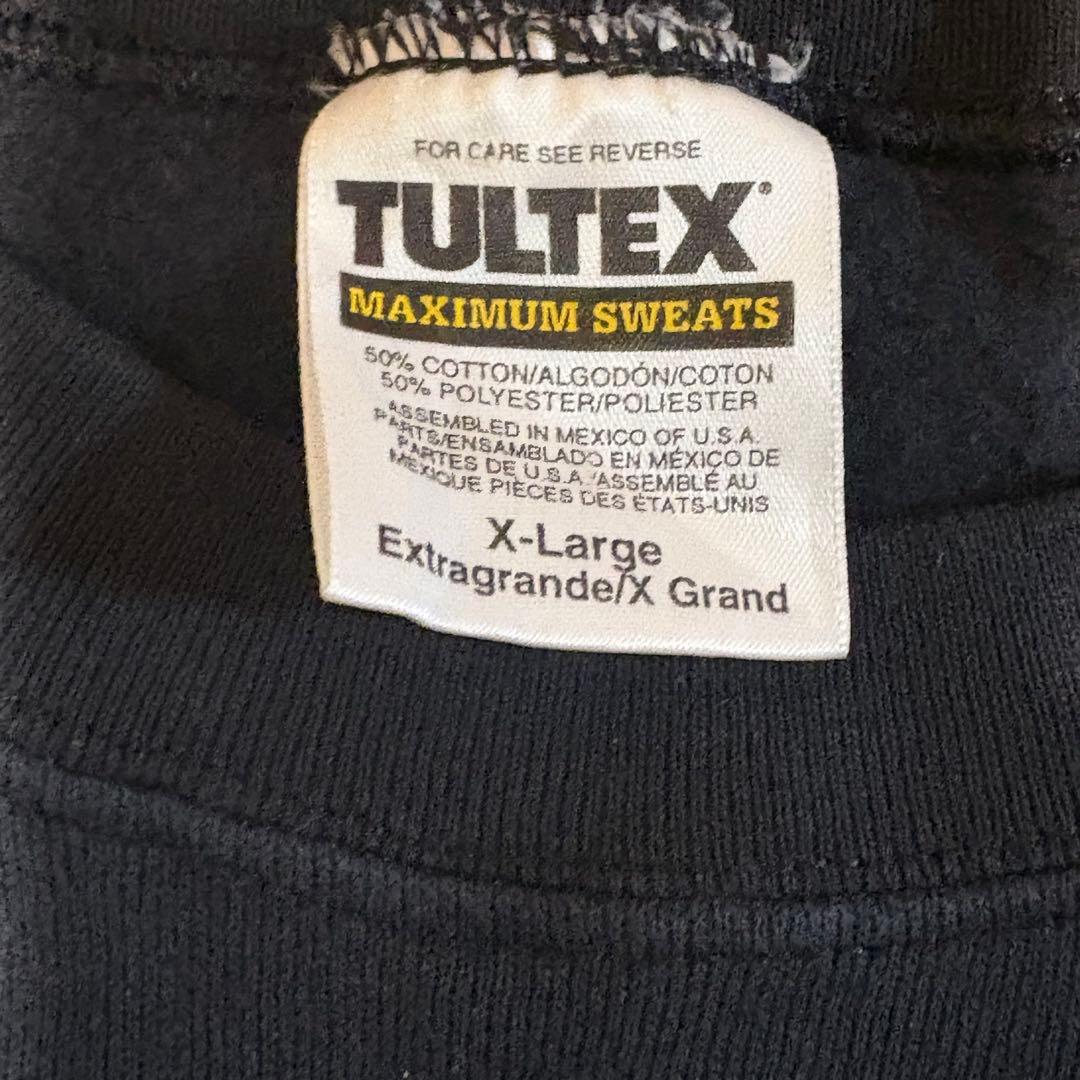 FOR CARE SEE REVERSE
TULTEX®
MAXIMUM SWEATS
50% COTTON/ALGODÓN/COTON
50% POLYESTER/POLIESTER
ASSEMBLED IN MEXICO OF U.S.A.
PARTS/ENSAMBLADO EN MÉXICO DE
PARTES DE U.S.A./ASSEMBLÉ AU
MEXIQUE PIÈCES DES ÉTATS-UNIS
X-Large
Extragrande/X Grand